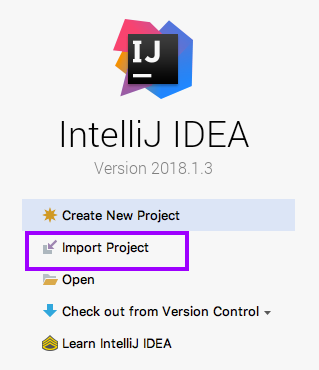 IJ
IntelliJ IDEA
Version 2018.1.3
Create New Project
Import Project
Open
Check out from Version Control
Learn IntelliJ IDEA